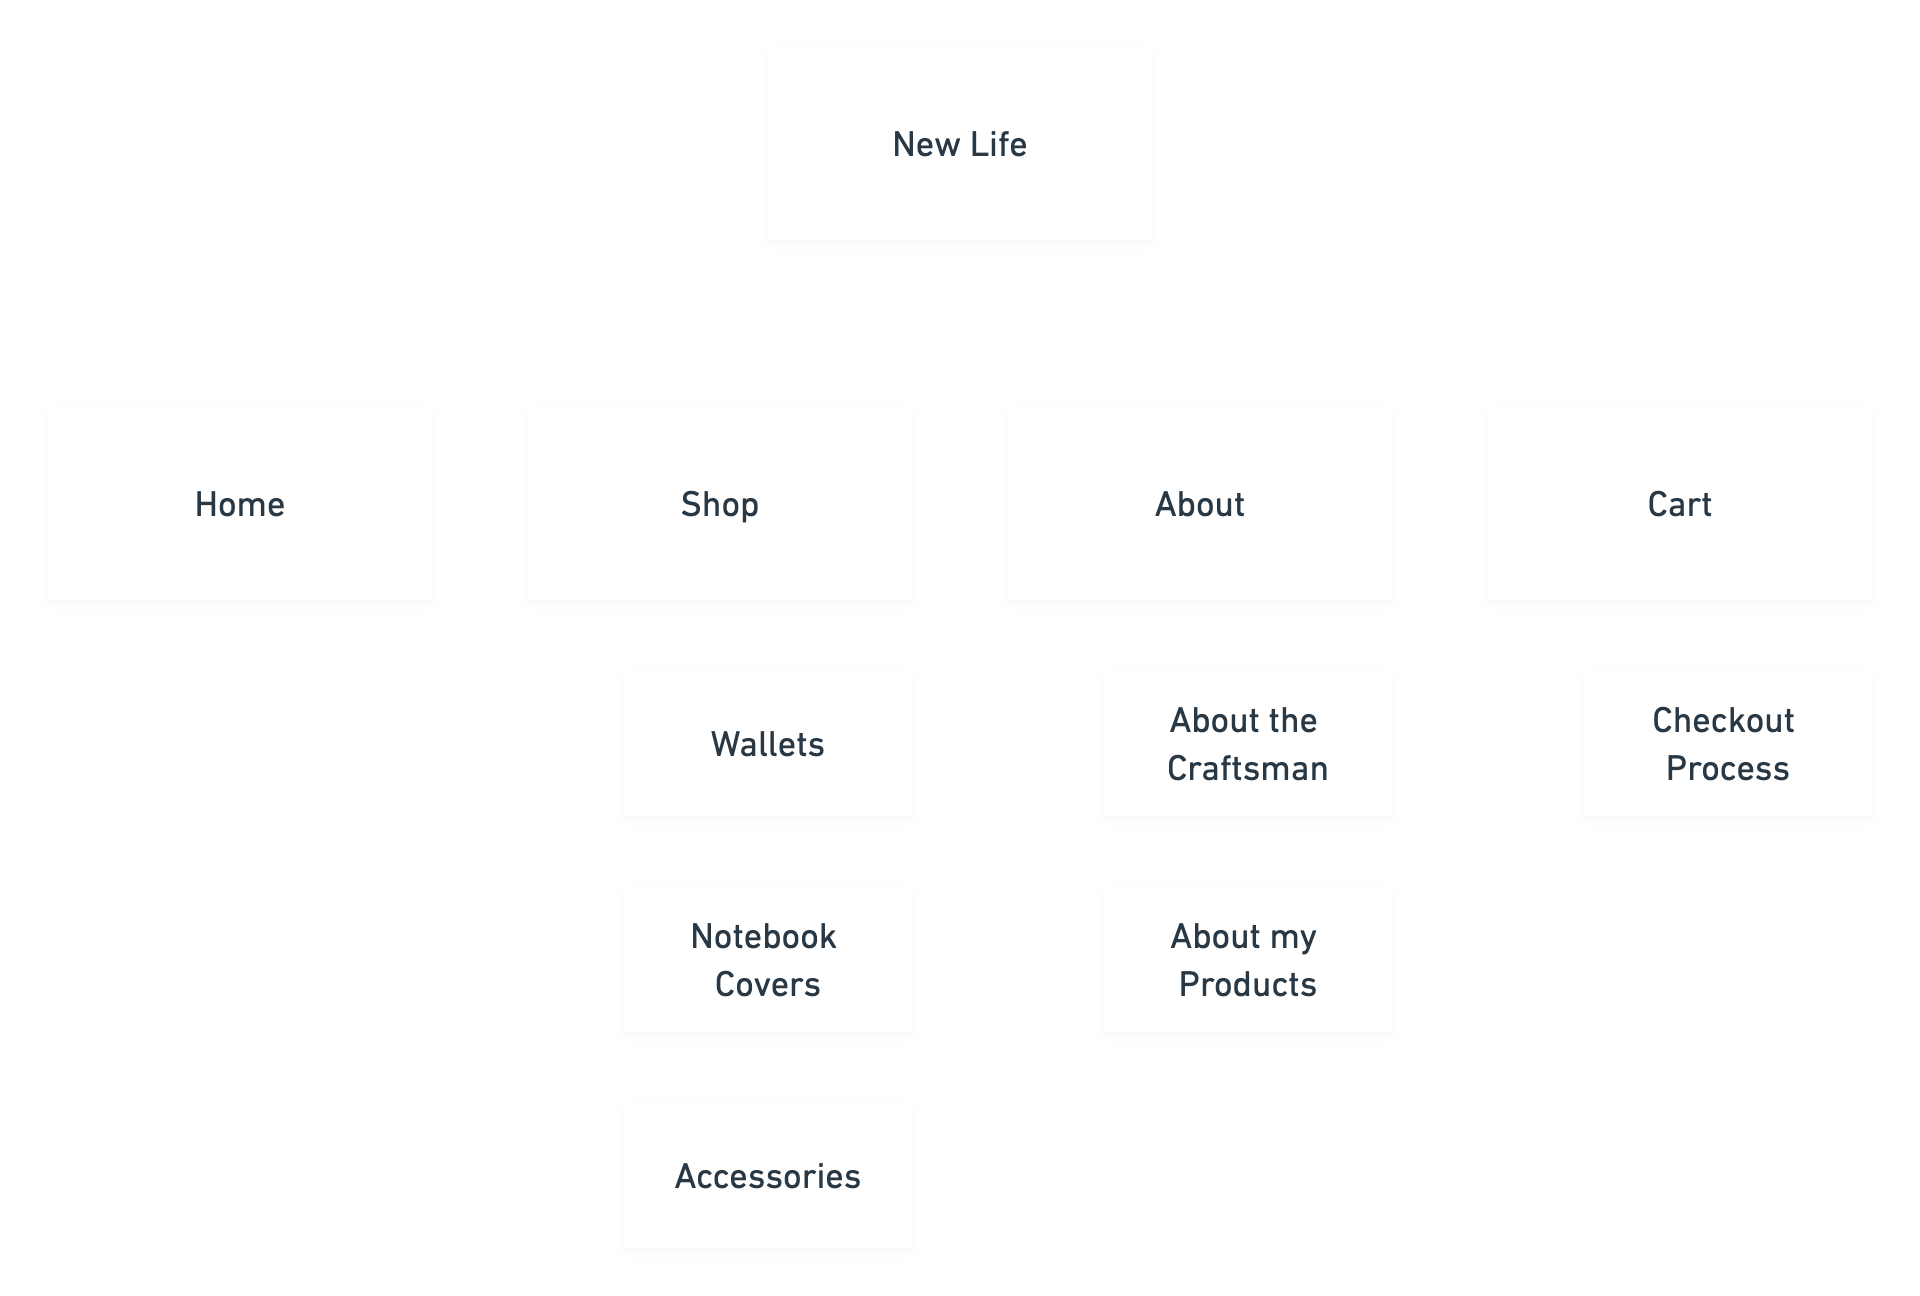 New Life
Home
Shop
About
Cart
Wallets
About the
Craftsman
Checkout
Process
Notebook
Covers
About my
Products
Accessories